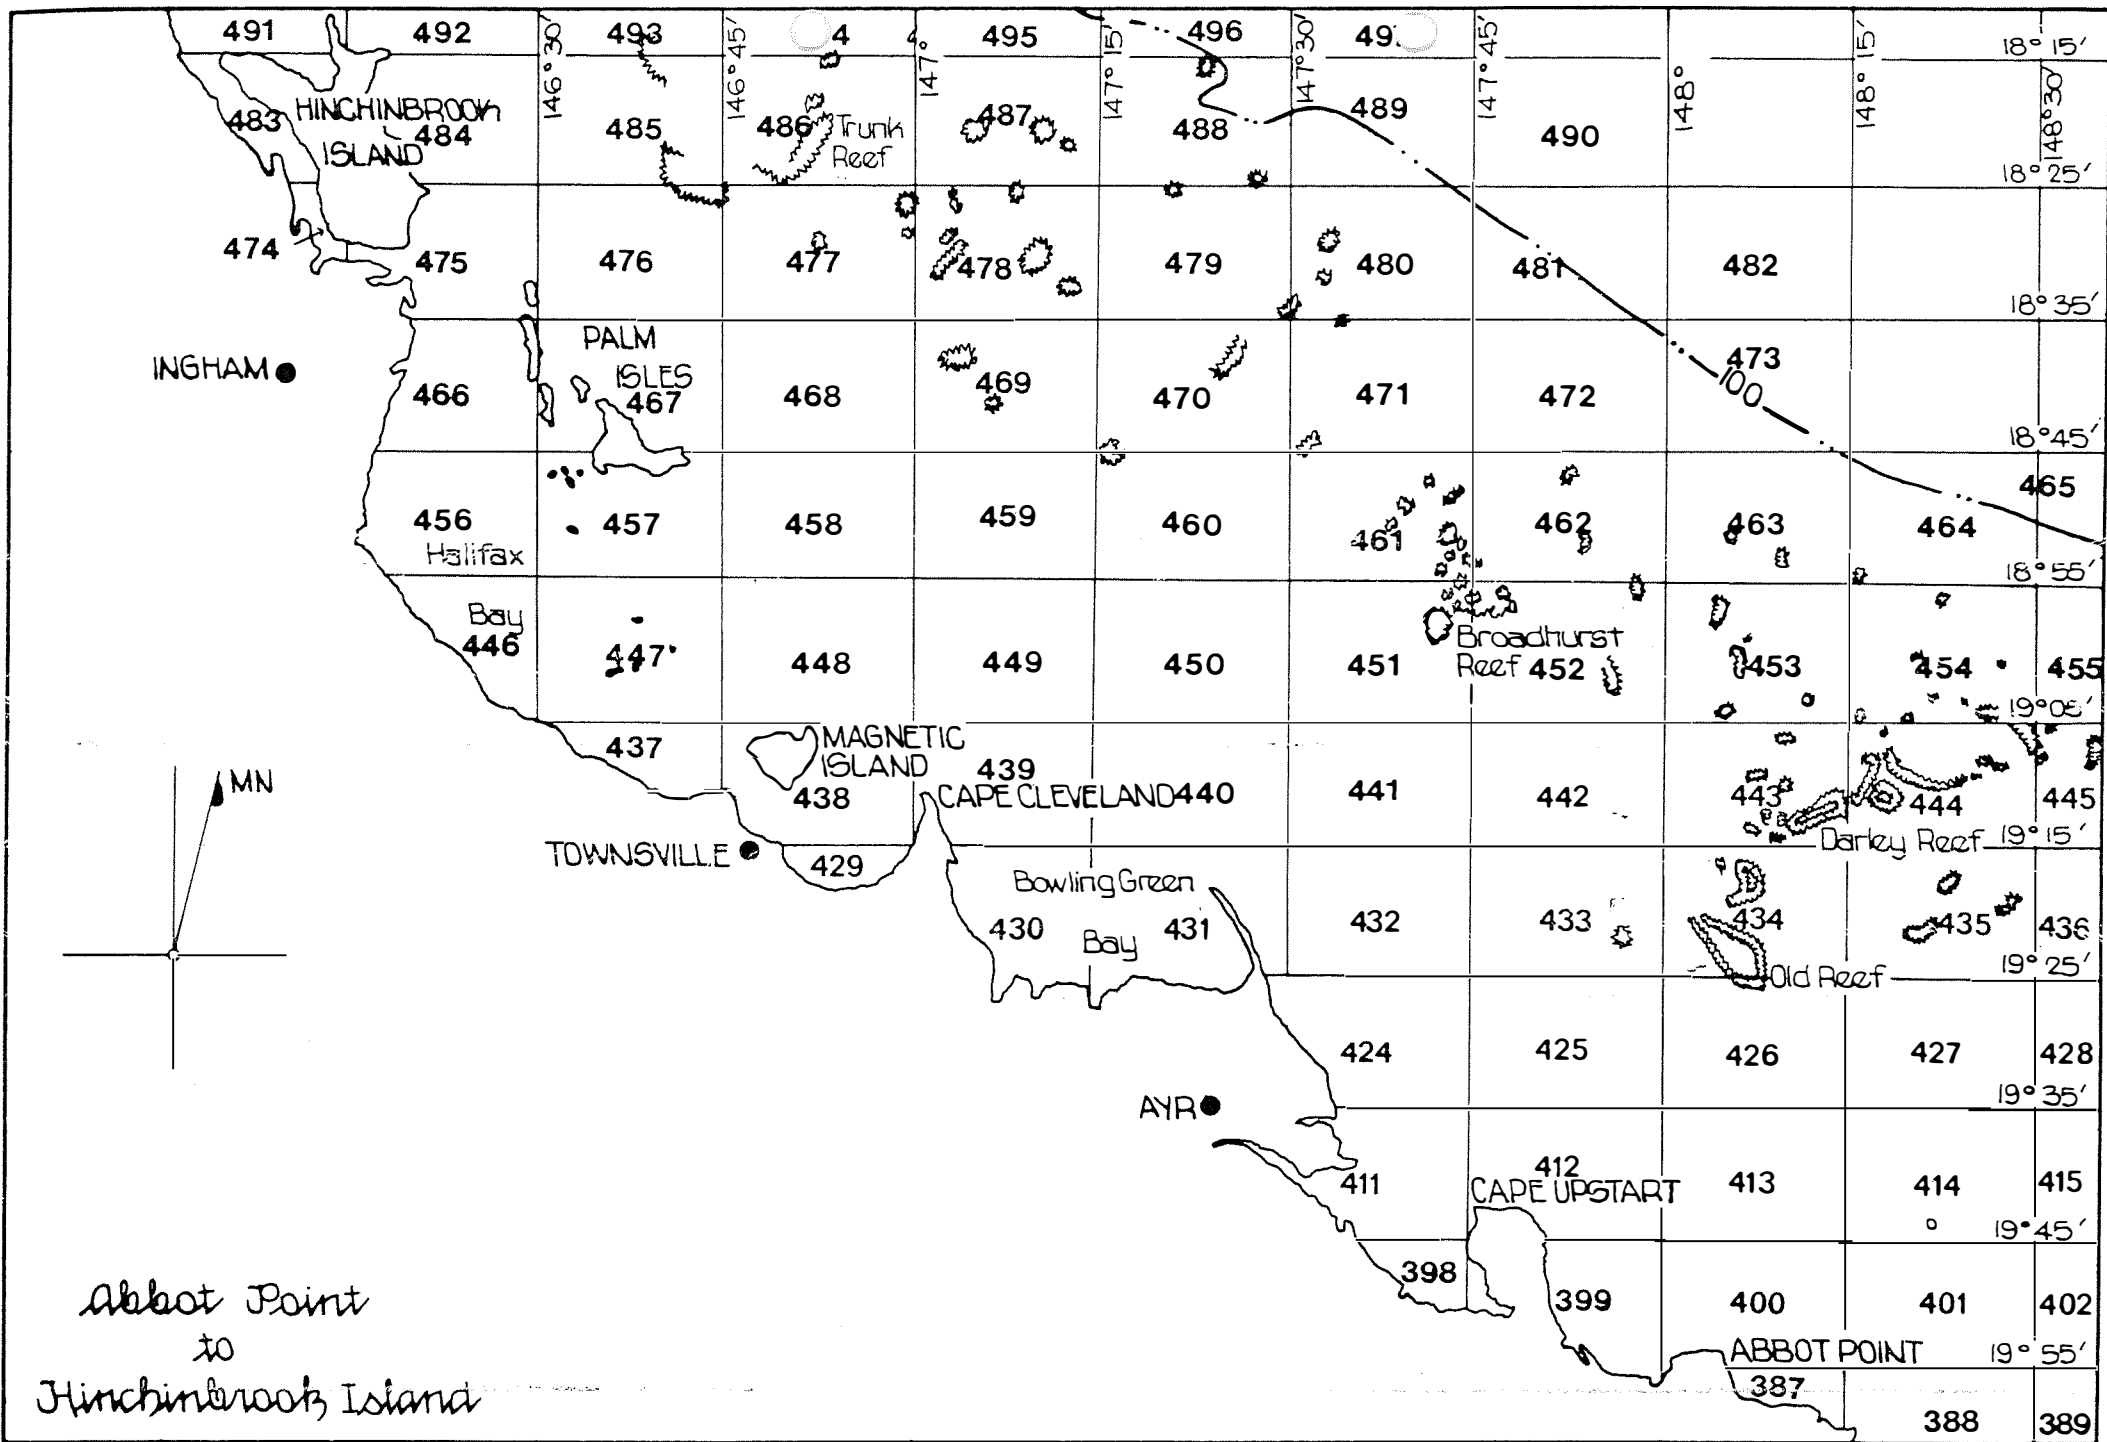 491 492 493 4 495 496 49
146°30' 146°45' 147° 147°15' 147°30' 147°45' 148° 148°15' 148°30'
18°15'
483 HINCHINBROOK 484 485 486 Trunk 487 488 489 490
ISLAND Reef
18°25'
474 475 476 477 478 479 480 481 482
18°35'
INGHAM PALM
ISLES
466 467 468 469 470 471 472 473
100
18°45'
456 457 458 459 460 461 462 463 464 465
Halifax
18°55'
Bay
446 447 448 449 450 451 Broadhurst
Reef 452 453 454 455
19°05'
437 MAGNETIC
ISLAND 439
438 CAPE CLEVELAND 440 441 442 443 444 445
MN
TOWNSVILLE 429 Darley Reef 19°15'
Bowling Green
430 Bay 431 432 433 434 435 436
Old Reef 19°25'
424 425 426 427 428
AYR 19°35'
411 412 413 414 415
CAPE UPSTART
19°45'
398 399 400 401 402
Abbot Point
to
Hinchinbrook Island
ABBOT POINT 19°55'
387 388 389